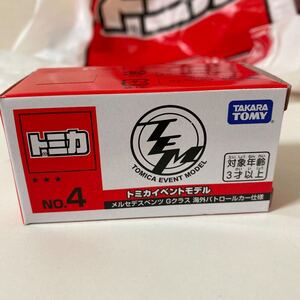 トミカ
TEM
TOMICA EVENT MODEL
TAKARA
TOMY
対象年齢
3才以上
NO.4
トミカイベントモデル
メルセデスベンツ Gクラス 海外パトロールカー仕様